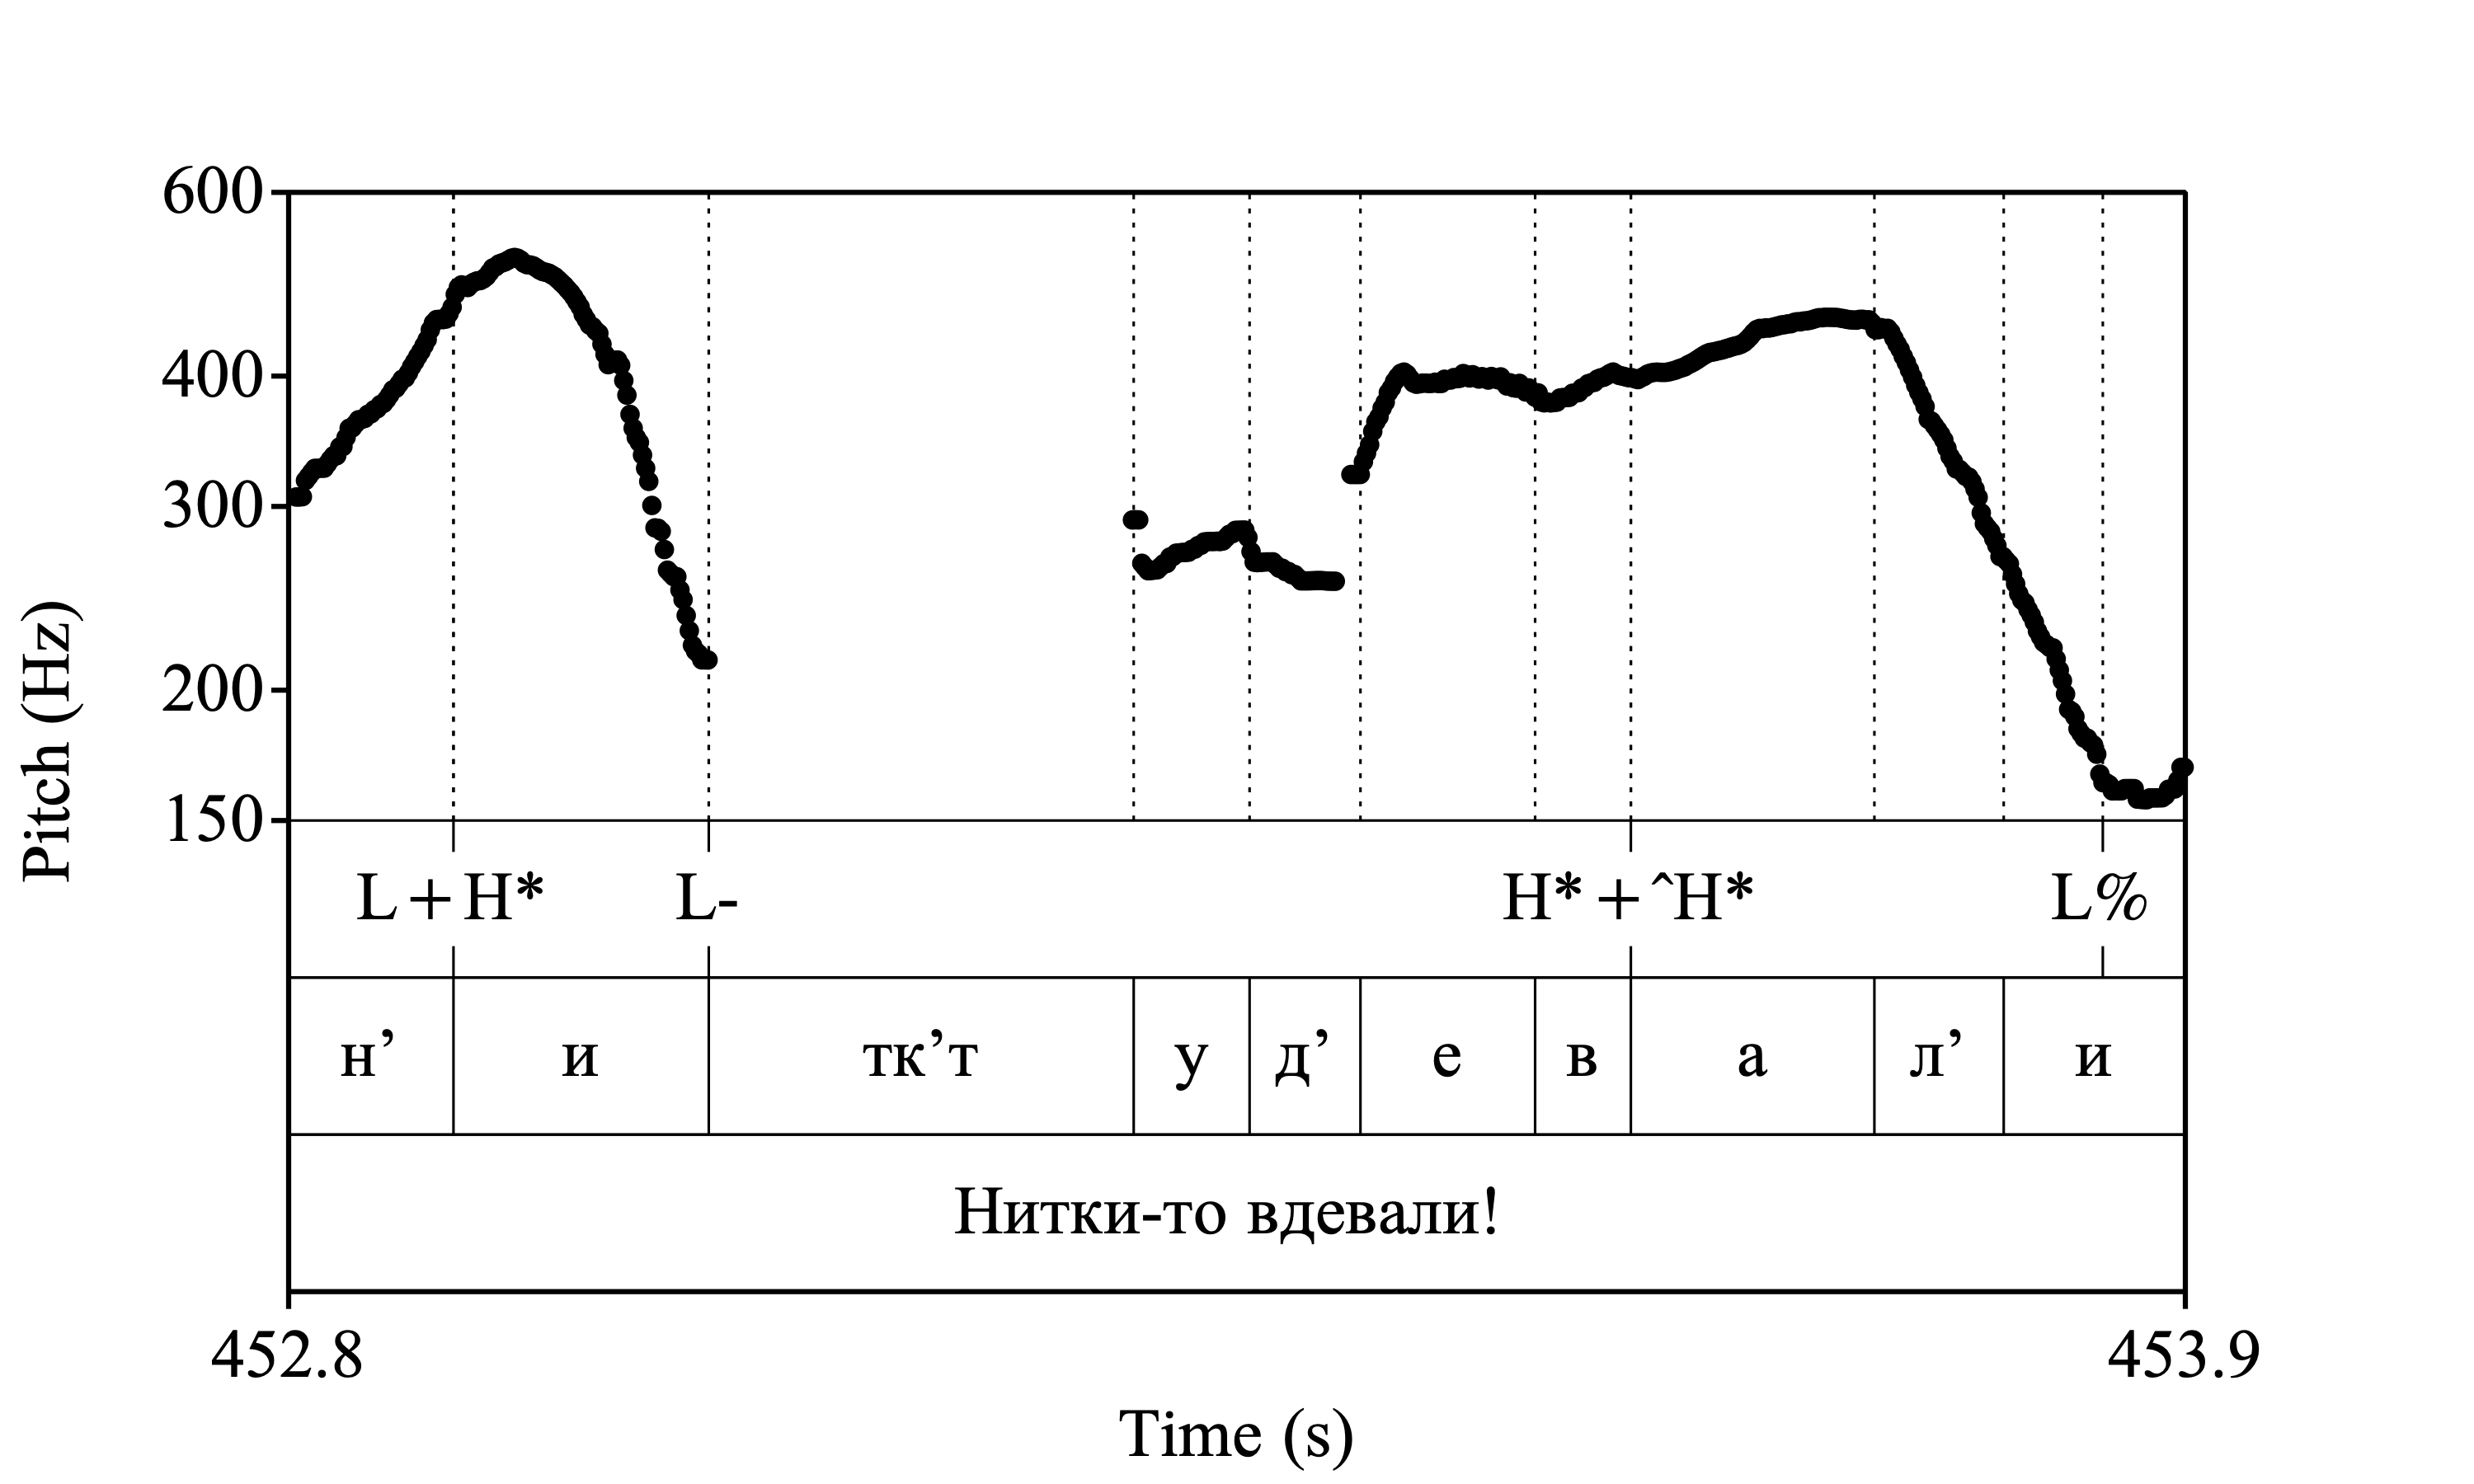 600
400
300
200
150
Pitch (Hz)
L+H* L- H*+^H* L%
н’ и тк’т у д’ е в а л’ и
Нитки-то вдевали!
452.8 453.9
Time (s)